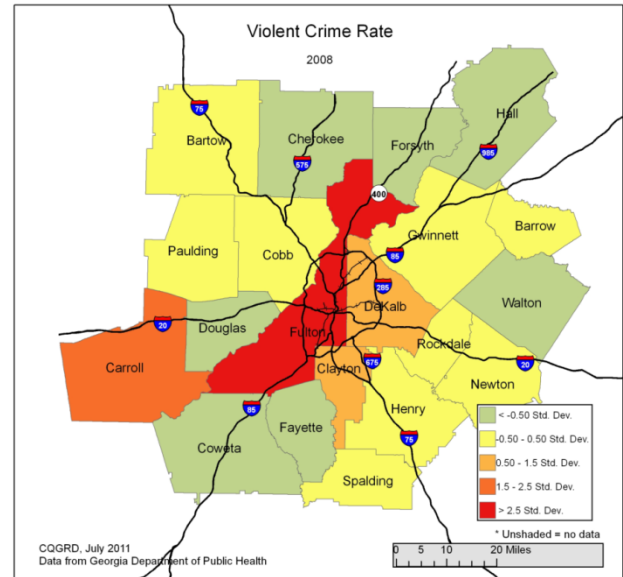 Violent Crime Rate
2008
Hall
75
Bartow
Cherokee
575
Forsyth
985
400
Barrow
Gwinnett
Paulding
Cobb
85
285
DeKalb
Walton
20
Douglas
Fulton
Rockdale
Carroll
Clayton
675
20
Newton
85
Henry
Fayette
75
Coweta
Spalding
< -0.50 Std. Dev.
-0.50 - 0.50 Std. Dev.
0.50 - 1.5 Std. Dev.
1.5 - 2.5 Std. Dev.
> 2.5 Std. Dev.
* Unshaded = no data
CQGRD, July 2011
Data from Georgia Department of Public Health
0 5 10 20 Miles